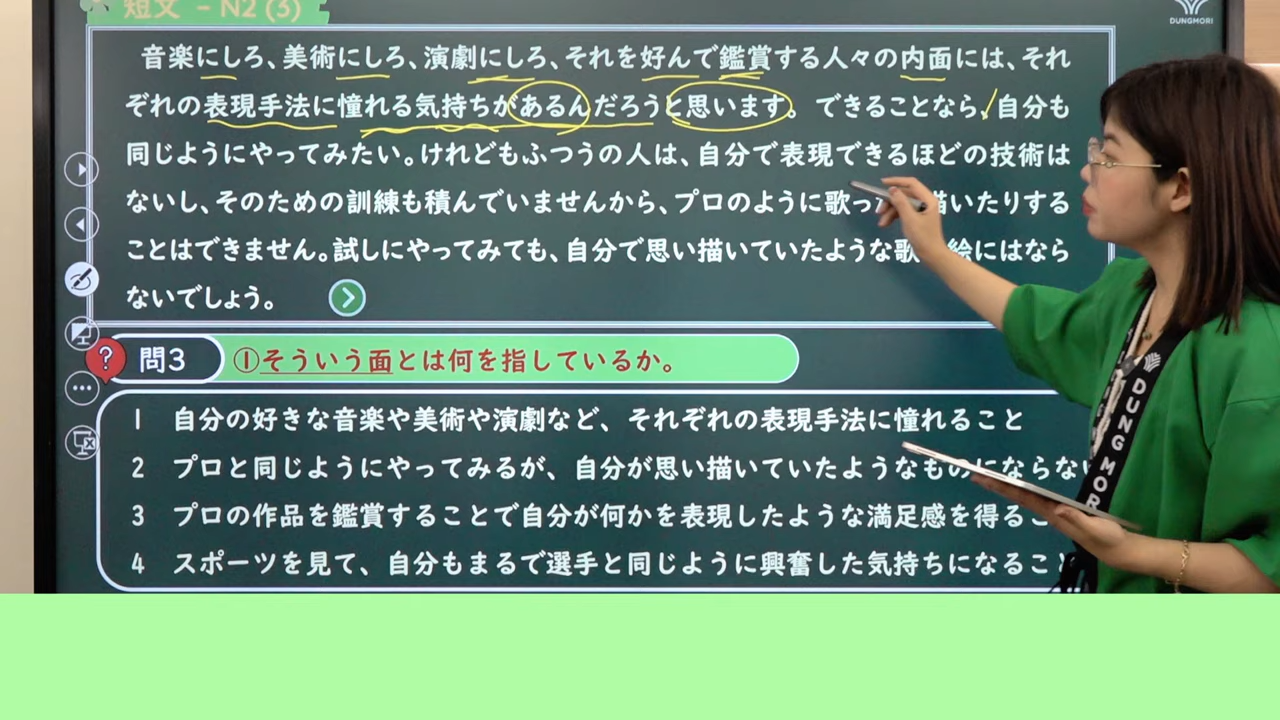 短文 - N2 (3)
DUNGMORI
音楽にしろ、美術にしろ、演劇にしろ、それを好んで鑑賞する人々の内面には、それ
ぞれの表現手法に憧れる気持ちがあるんだろうと思います。できることなら、自分も
同じようにやってみたい。けれどもふつうの人は、自分で表現できるほどの技術は
ないし、そのための訓練も積んでいませんから、プロのように歌っ 描いたりする
ことはできません。試しにやってみても、自分で思い描いていたような歌 絵にはなら
ないでしょう。
? 問3 ①そういう面とは何を指しているか。
1 自分の好きな音楽や美術や演劇など、それぞれの表現手法に憧れること
2 プロと同じようにやってみるが、自分が思い描いていたようなものにならな
3 プロの作品を鑑賞することで自分が何かを表現したような満足感を得るこ
4 スポーツを見て、自分もまるで選手と同じように興奮した気持ちになるこ
DUNG MOR